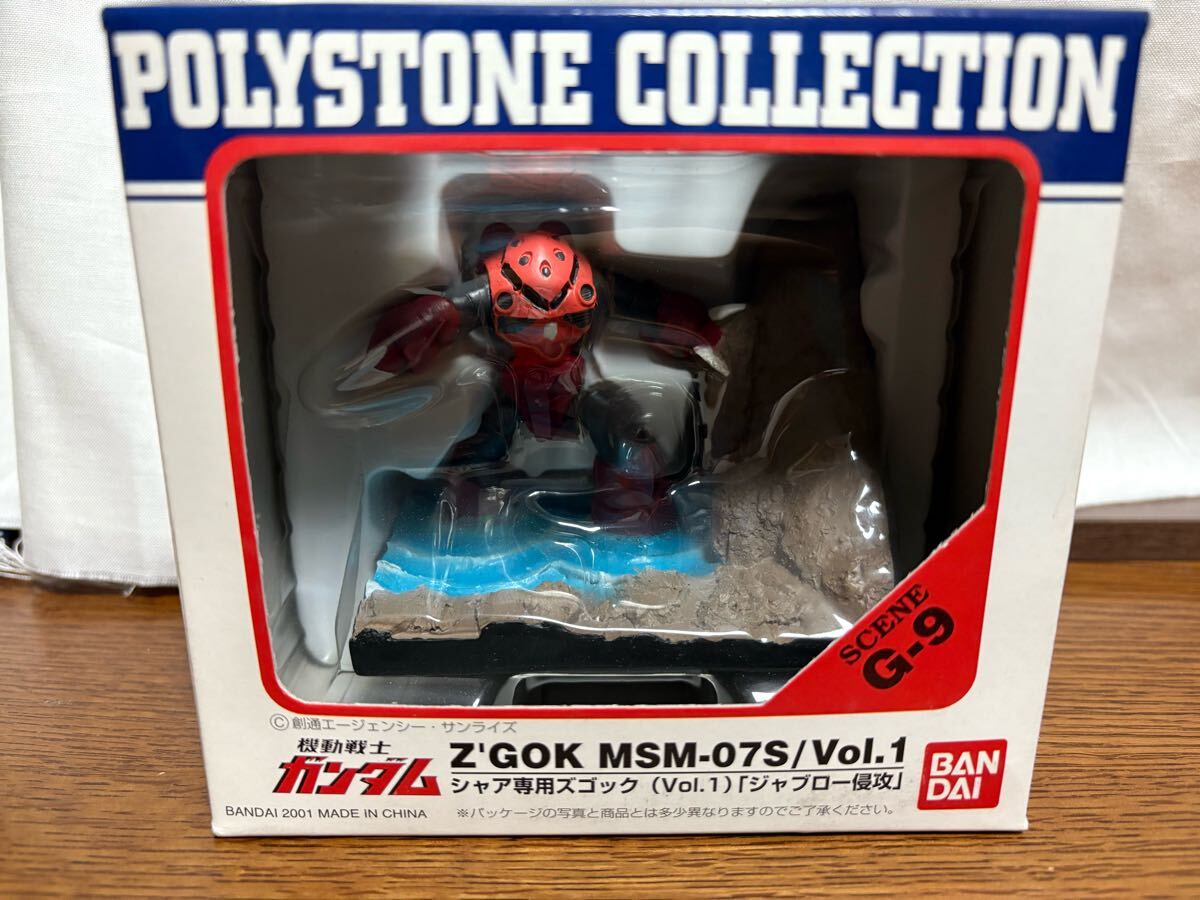 POLYSTONE COLLECTION
SCENE
G-9
©創通エージェンシー・サンライズ
機動戦士
ガンダム
Z'GOK MSM-07S/Vol.1
シャア専用ズゴック (Vol.1)「ジャブロー侵攻」
BAN
DAI
BANDAI 2001 MADE IN CHINA
※パッケージの写真と商品とは多少異なりますのでご了承ください。